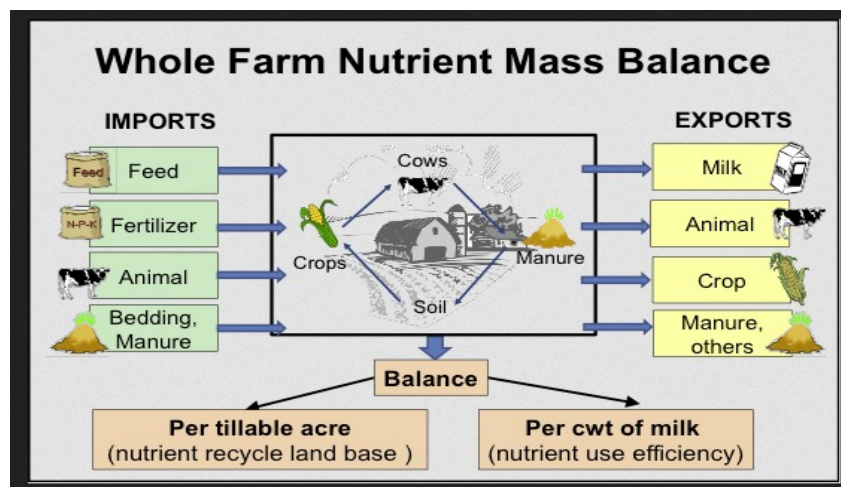 Whole Farm Nutrient Mass Balance
IMPORTS
EXPORTS
Feed
Feed
N-P-K
Fertilizer
Animal
Bedding,
Manure
Cows
Crops
Manure
Soil
Milk
Animal
Crop
Manure,
others
Balance
Per tillable acre
(nutrient recycle land base )
Per cwt of milk
(nutrient use efficiency)